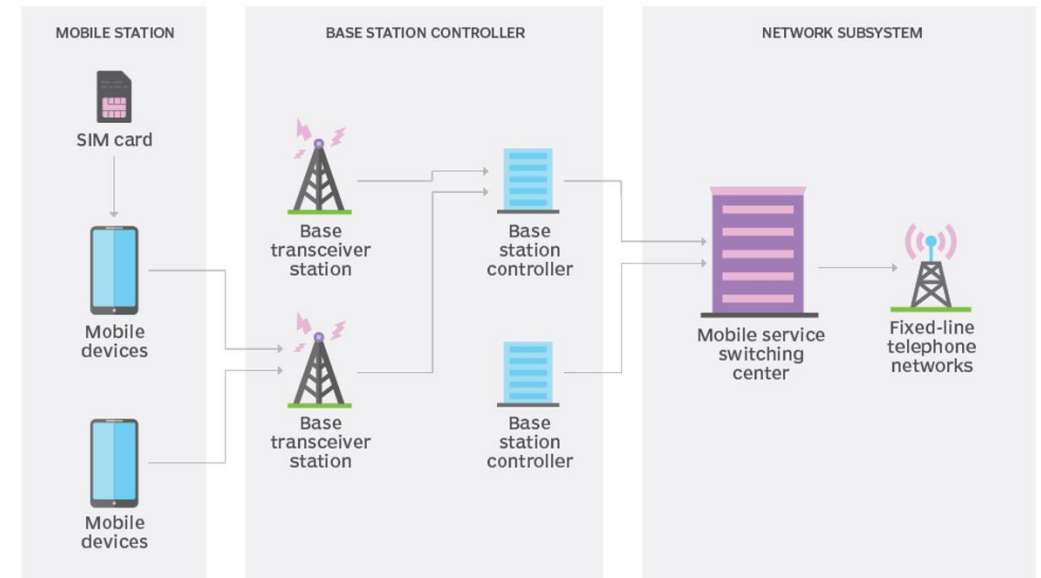 MOBILE STATION
SIM card
Mobile
devices
Mobile
devices
BASE STATION CONTROLLER
Base
transceiver
station
Base
station
controller
Base
transceiver
station
Base
station
controller
NETWORK SUBSYSTEM
Mobile service
switching
center
Fixed-line
telephone
networks